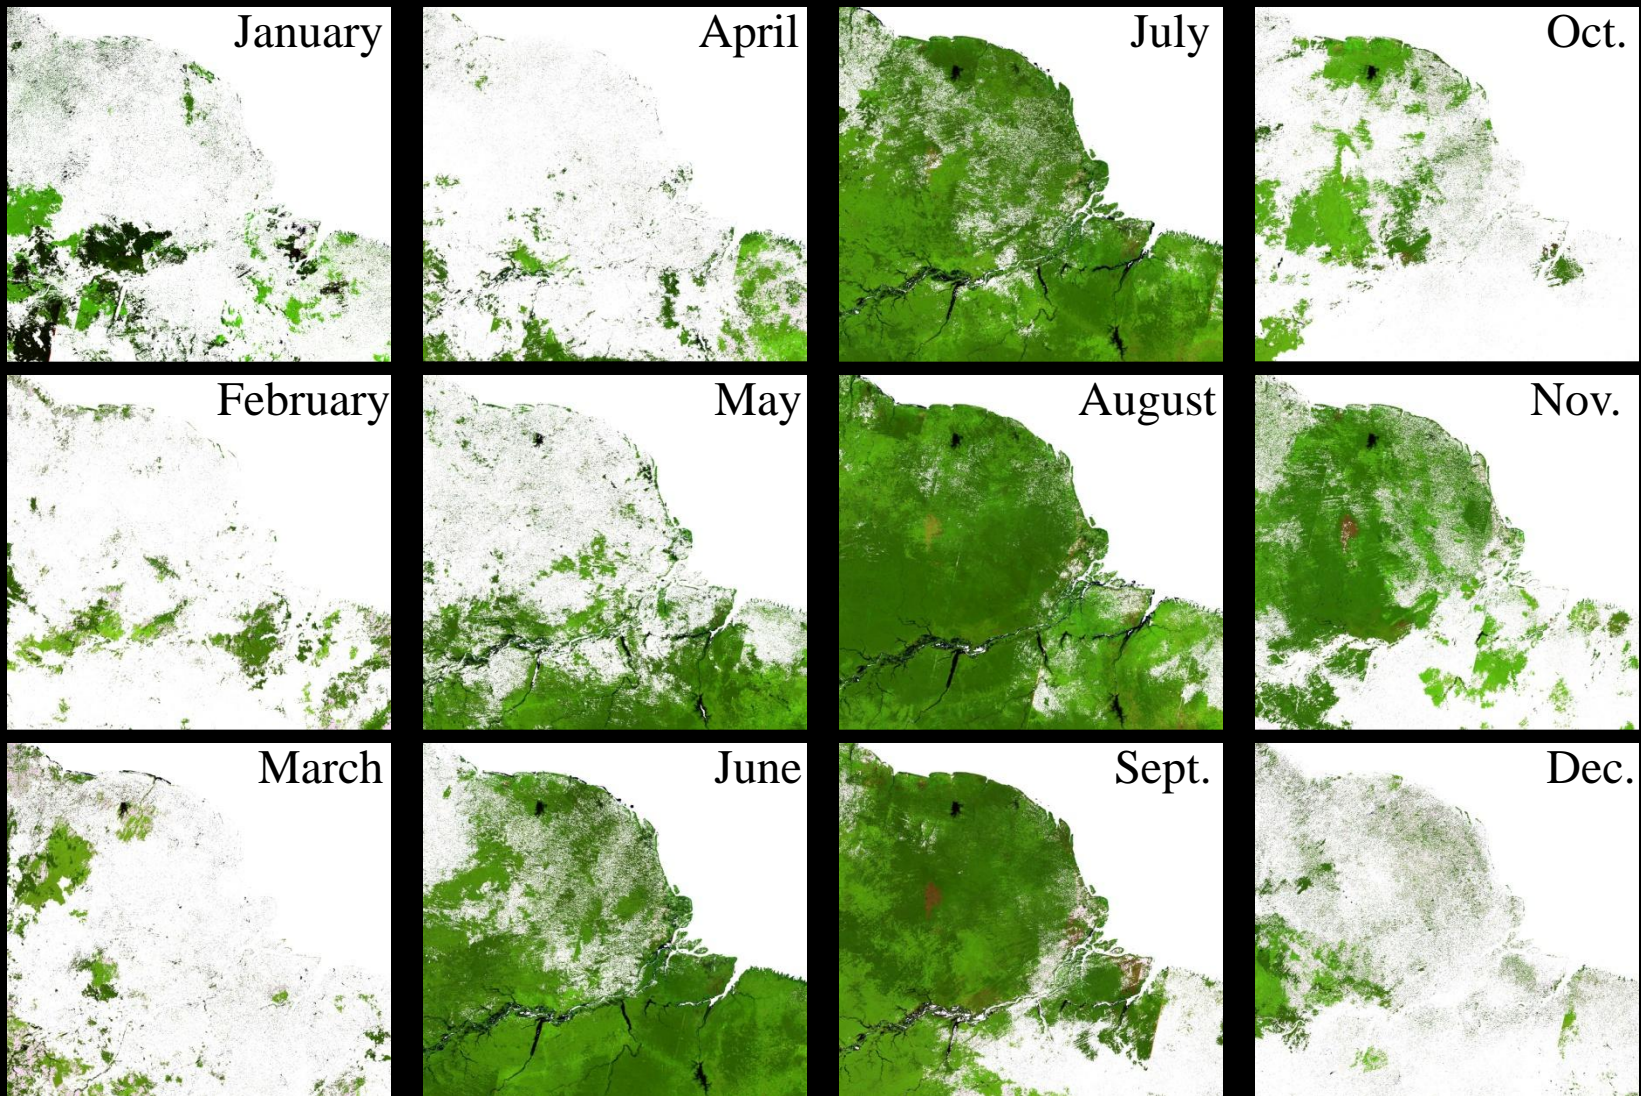 January
April
July
Oct.
February
May
August
Nov.
March
June
Sept.
Dec.